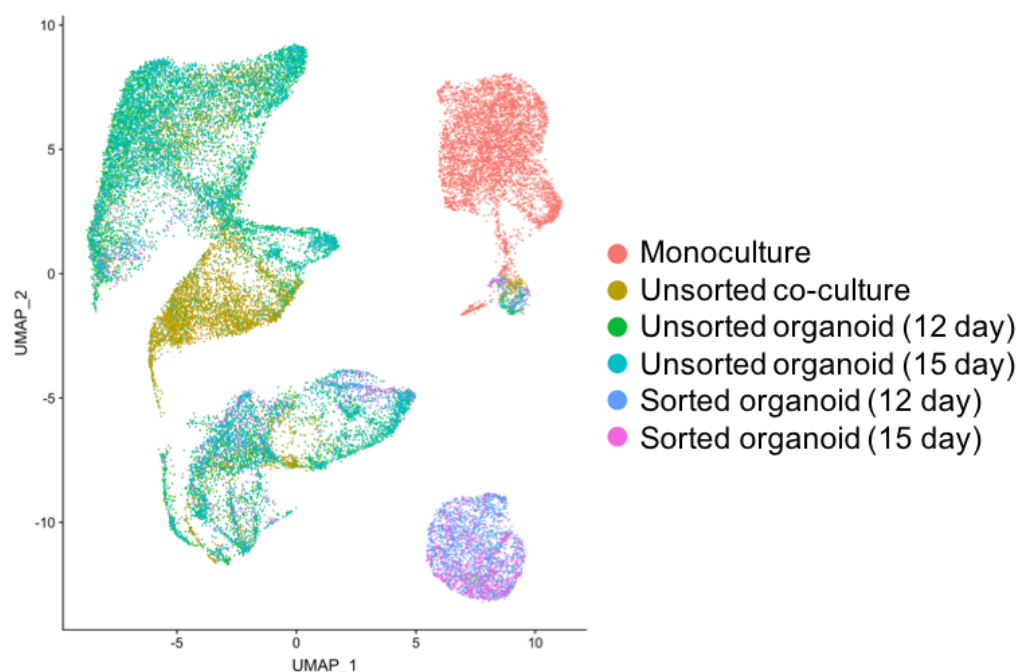 10
5
0
-5
-10
UMAP_2
-5 0 5 10
UMAP_1
Monoculture
Unsorted co-culture
Unsorted organoid (12 day)
Unsorted organoid (15 day)
Sorted organoid (12 day)
Sorted organoid (15 day)